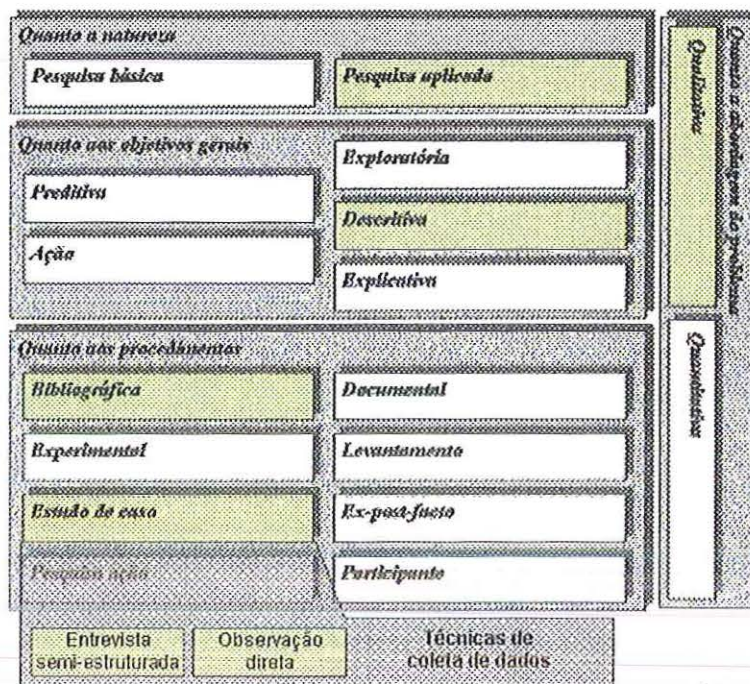 Quanto a natureza
Pesquisa básica
Pesquisa aplicada
Quanto aos objetivos gerais
Exploratória
Preditiva
Descritiva
Ação
Explicativa
Quanto aos procedimentos
Bibliográfica
Documental
Experimental
Levantamento
Estudo de caso
Ex-post-facto
Pesquisa ação
Participante
Entrevista
semi-estruturada
Observação
direta
Técnicas de
coleta de dados
Quanto a abordagem do problema
Qualitativa
Quantitativa